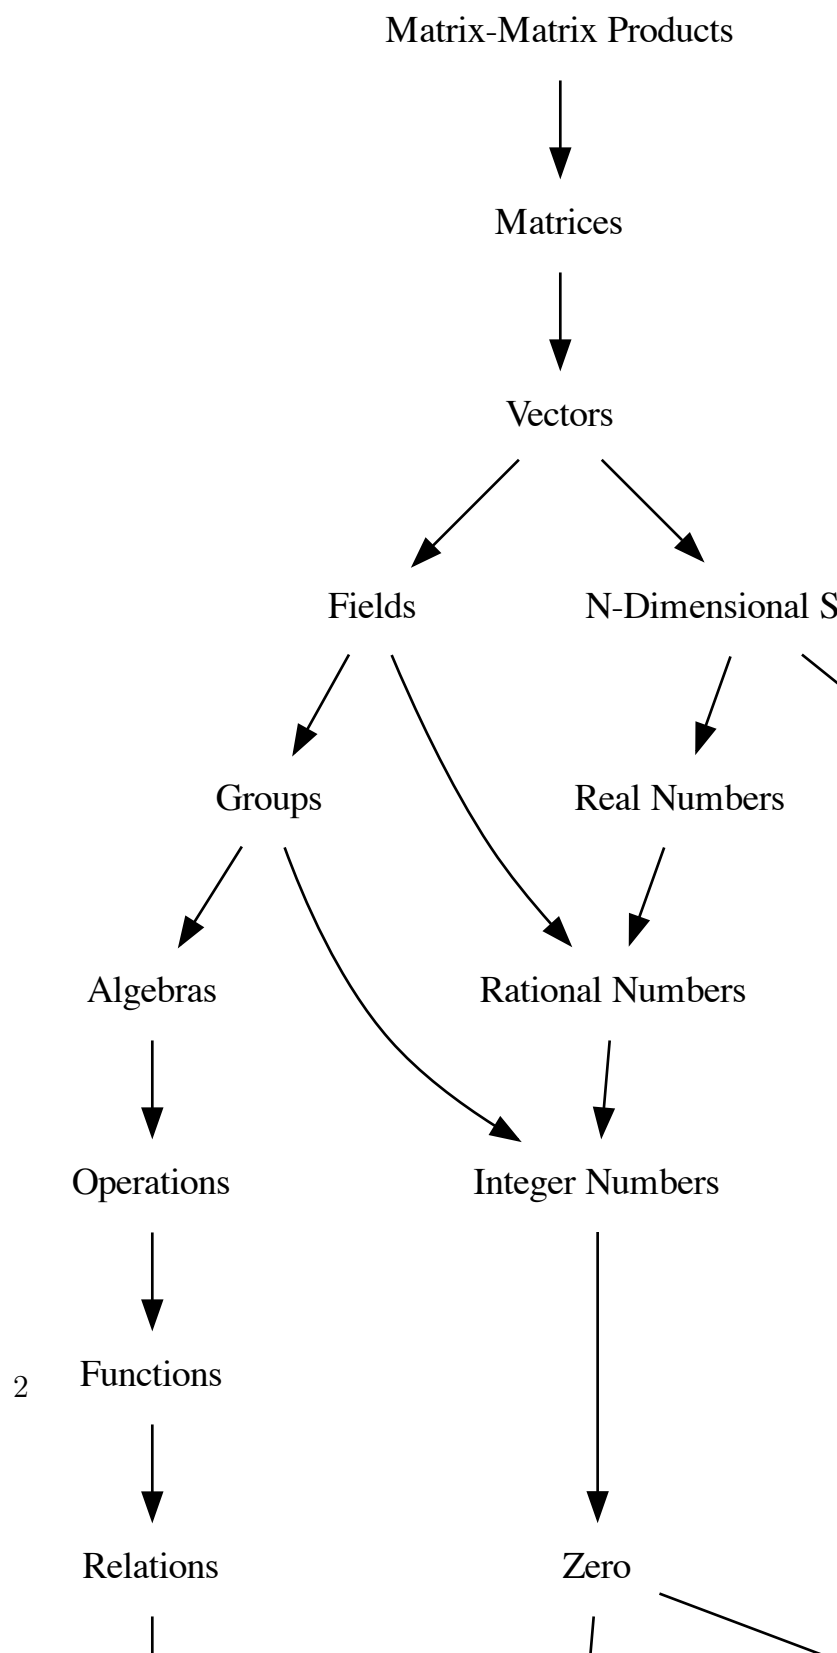 Matrix-Matrix Products
Matrices
Vectors
Fields
N-Dimensional S
Groups
Real Numbers
Algebras
Rational Numbers
Operations
Integer Numbers
2
Functions
Relations
Zero